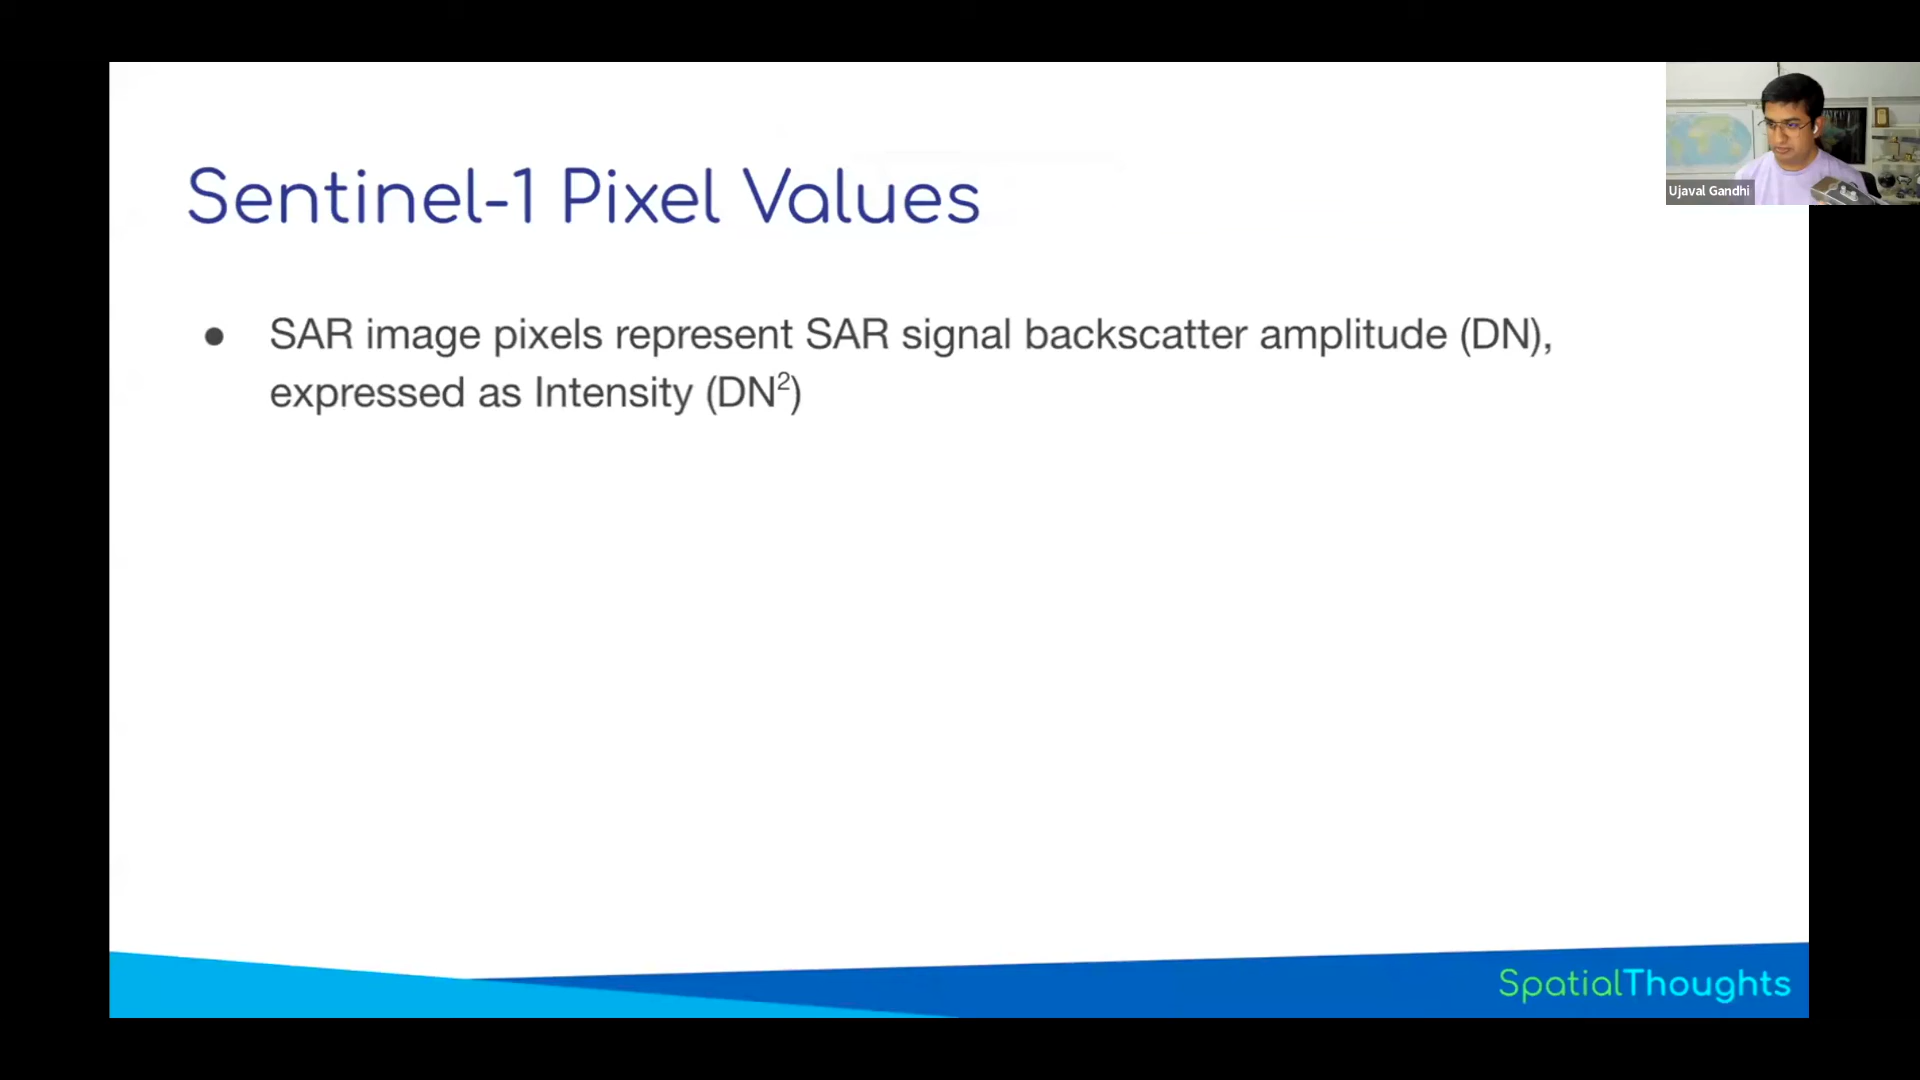 Sentinel-1 Pixel Values
Ujaval Gandhi
● SAR image pixels represent SAR signal backscatter amplitude (DN),
expressed as Intensity (DN²)
SpatialThoughts